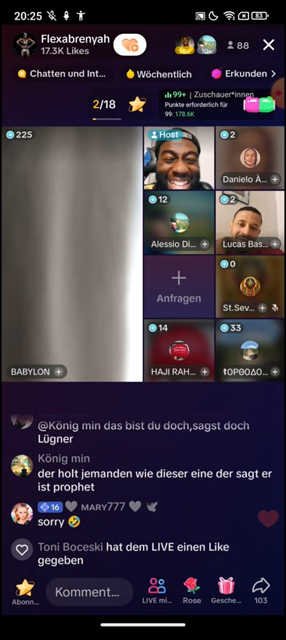 20:25
83
Flexabrenyah
17.3K Likes
88
Chatten und Int...
Wöchentlich
Erkunden >
2/18
99+ | Zuschauer*innen
Punkte erforderlich für
99: 178.6K
225
Host
2
Danielo À...
12
Alessio Di...
2
Lucas Bas...
Anfragen
0
St.Sev...
BABYLON
14
HAJI RAH...
33
@König min das bist du doch,sagst doch
Lügner
König min
der holt jemanden wie dieser eine der sagt er
ist prophet
16 MARY777
sorry 🤣
Toni Boceski hat dem LIVE einen Like
gegeben
Abonn...
Komment...
LIVE mi...
Rose
Gesche...
103